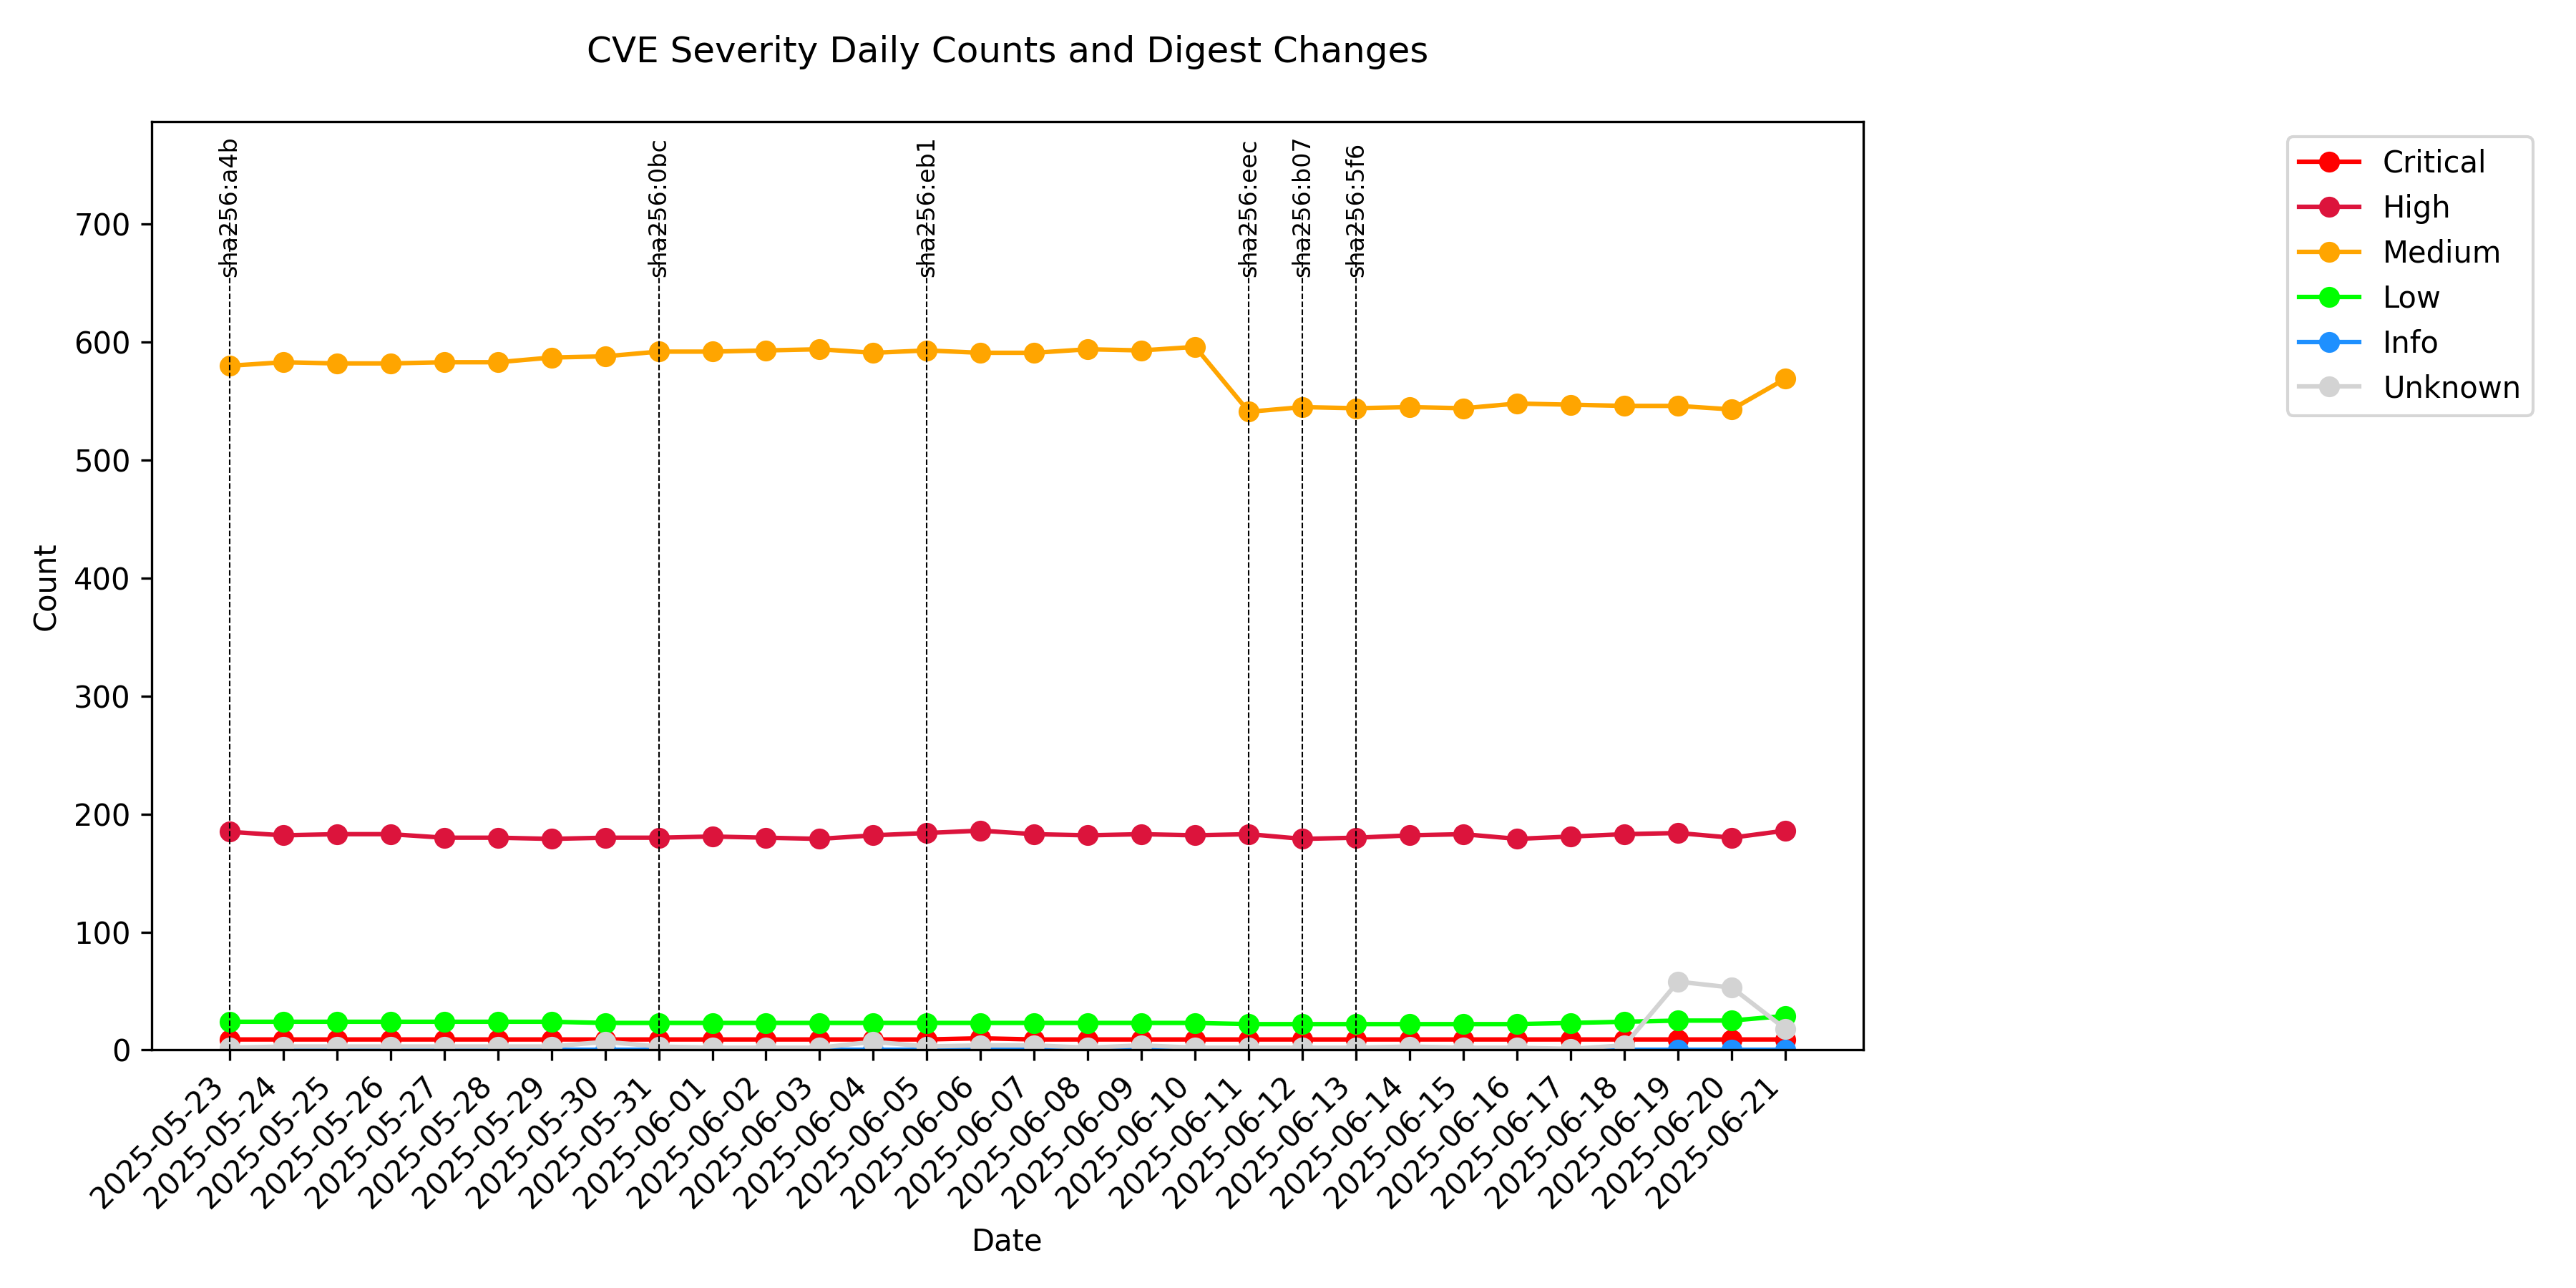 CVE Severity Daily Counts and Digest Changes
sha256:a4b
sha256:0bc
sha256:eb1
sha256:eec
sha256:b07
sha256:5f6
Critical
High
Medium
Low
Info
Unknown
Count
700
600
500
400
300
200
100
0
2025-05-23
2025-05-24
2025-05-25
2025-05-26
2025-05-27
2025-05-28
2025-05-29
2025-05-30
2025-05-31
2025-06-01
2025-06-02
2025-06-03
2025-06-04
2025-06-05
2025-06-06
2025-06-07
2025-06-08
2025-06-09
2025-06-10
2025-06-11
2025-06-12
2025-06-13
2025-06-14
2025-06-15
2025-06-16
2025-06-17
2025-06-18
2025-06-19
2025-06-20
2025-06-21
Date